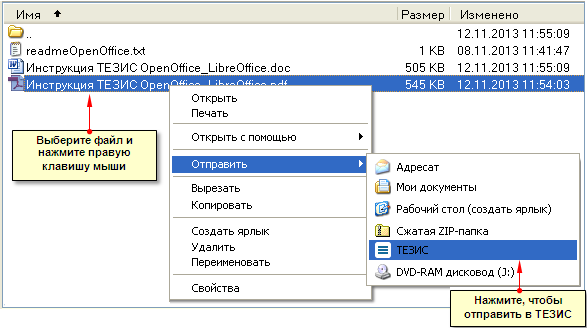 Имя Размер Изменено
.. 12.11.2013 11:55:09
readmeOpenOffice.txt 1 KB 08.11.2013 11:41:47
Инструкция ТЕЗИС OpenOffice_LibreOffice.doc 505 KB 12.11.2013 11:55:09
Инструкция ТЕЗИС OpenOffice_LibreOffice.pdf 545 KB 12.11.2013 11:54:03
Выберите файл и
нажмите правую
клавишу мыши
Открыть
Печать
Открыть с помощью
Отправить
Вырезать
Копировать
Создать ярлык
Удалить
Переименовать
Свойства
Адресат
Мои документы
Рабочий стол (создать ярлык)
Сжатая ZIP-папка
ТЕЗИС
DVD-RAM дисковод (J:)
Нажмите, чтобы
отправить в ТЕЗИС